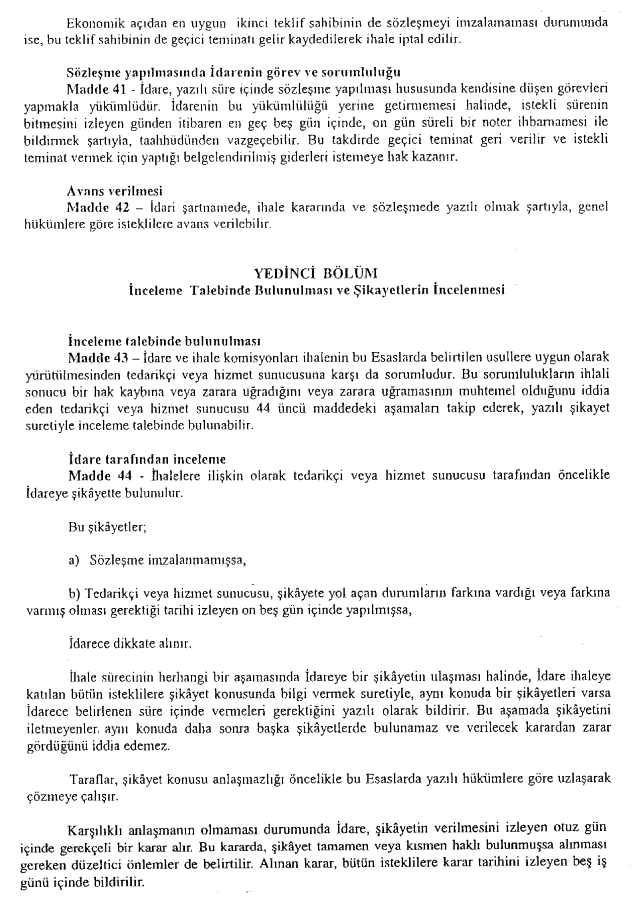 Ekonomik açıdan en uygun ikinci teklif sahibinin de sözleşmeyi imzalamaması durumunda
ise, bu teklif sahibinin de geçici teminatı gelir kaydedilerek ihale iptal edilir.
Sözleşme yapılmasında İdarenin görev ve sorumluluğu
Madde 41 - İdare, yazılı süre içinde sözleşme yapılması hususunda kendisine düşen görevleri
yapmakla yükümlüdür. İdarenin bu yükümlülüğü yerine getirmemesi halinde, istekli sürenin
bitmesini izleyen günden itibaren en geç beş gün içinde, on gün süreli bir noter ihbarnamesi ile
bildirmek şartıyla, taahhüdünden vazgeçebilir. Bu takdirde geçici teminat geri verilir ve istekli
teminat vermek için yaptığı belgelendirilmiş giderleri istemeye hak kazanır.
Avans verilmesi
Madde 42 – İdari şartnamede, ihale kararında ve sözleşmede yazılı olmak şartıyla, genel
hükümlere göre isteklilere avans verilebilir.
YEDİNCİ BÖLÜM
İnceleme Talebinde Bulunulması ve Şikayetlerin İncelenmesi
İnceleme talebinde bulunulması
Madde 43 – İdare ve ihale komisyonları ihalenin bu Esaslarda belirtilen usullere uygun olarak
yürütülmesinden tedarikçi veya hizmet sunucusuna karşı da sorumludur. Bu sorumlulukların ihlali
sonucu bir hak kaybına veya zarara uğradığını veya zarara uğramasının muhtemel olduğunu iddia
eden tedarikçi veya hizmet sunucusu 44 üncü maddedeki aşamaları takip ederek, yazılı şikayet
suretiyle inceleme talebinde bulunabilir.
İdare tarafından inceleme
Madde 44 - İhalelere ilişkin olarak tedarikçi veya hizmet sunucusu tarafından öncelikle
İdareye şikâyette bulunulur.
Bu şikâyetler;
a) Sözleşme imzalanmamışsa,
b) Tedarikçi veya hizmet sunucusu, şikâyete yol açan durumların farkına vardığı veya farkına
varmış olması gerektiği tarihi izleyen on beş gün içinde yapılmışsa,
İdarece dikkate alınır.
İhale sürecinin herhangi bir aşamasında İdareye bir şikâyetin ulaşması halinde, İdare ihaleye
katılan bütün isteklilere şikâyet konusunda bilgi vermek suretiyle, aynı konuda bir şikâyetleri varsa
İdarece belirlenen süre içinde vermeleri gerektiğini yazılı olarak bildirir. Bu aşamada şikâyetini
iletmeyenler, aynı konuda daha sonra başka şikâyetlerde bulunamaz ve verilecek karardan zarar
gördüğünü iddia edemez.
Taraflar, şikâyet konusu anlaşmazlığı öncelikle bu Esaslarda yazılı hükümlere göre uzlaşarak
çözmeye çalışır.
Karşılıklı anlaşmanın olmaması durumunda İdare, şikâyetin verilmesini izleyen otuz gün
içinde gerekçeli bir karar alır. Bu kararda, şikâyet tamamen veya kısmen haklı bulunmuşsa alınması
gereken düzeltici önlemler de belirtilir. Alınan karar, bütün isteklilere karar tarihini izleyen beş iş
günü içinde bildirilir.